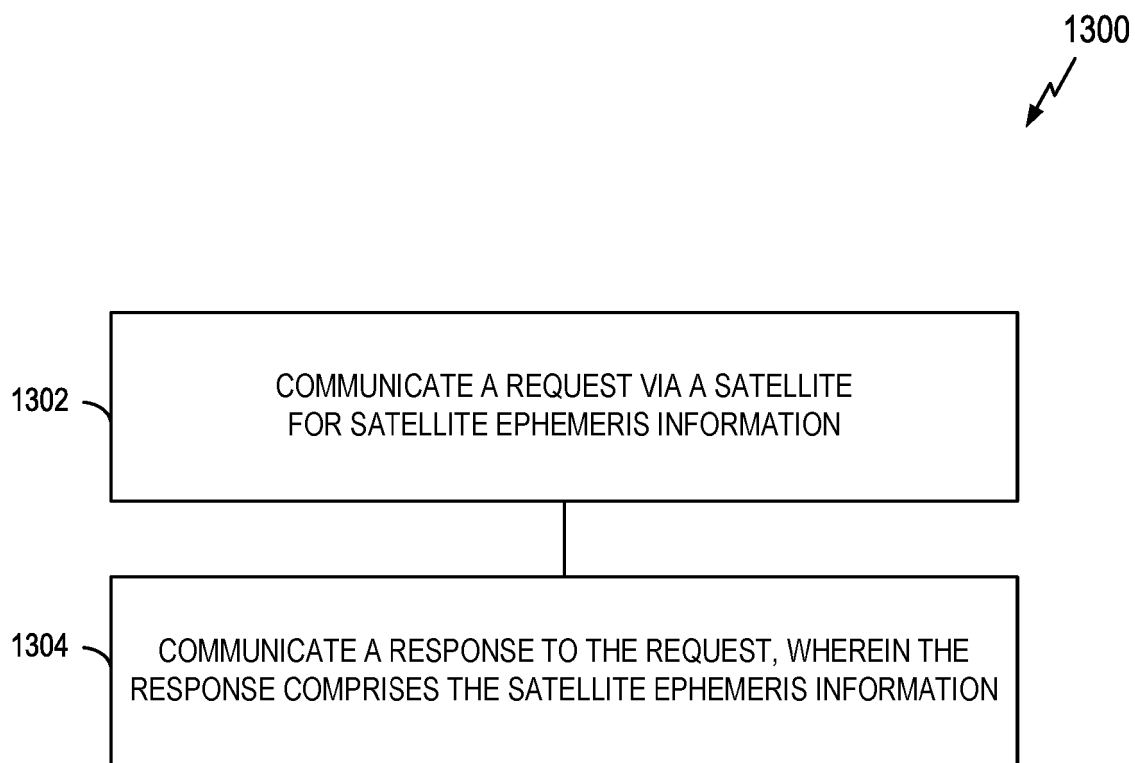 1300
1302
COMMUNICATE A REQUEST VIA A SATELLITE
FOR SATELLITE EPHEMERIS INFORMATION
1304
COMMUNICATE A RESPONSE TO THE REQUEST, WHEREIN THE
RESPONSE COMPRISES THE SATELLITE EPHEMERIS INFORMATION